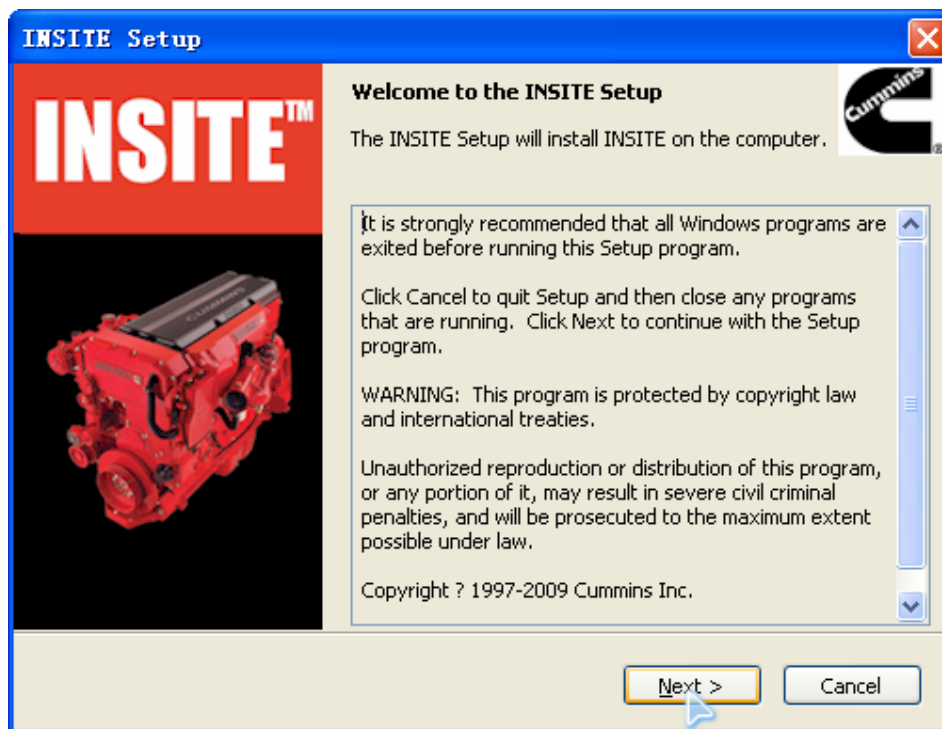 INSITE Setup
INSITE™
Welcome to the INSITE Setup
The INSITE Setup will install INSITE on the computer.
Cummins
®
It is strongly recommended that all Windows programs are
exited before running this Setup program.
Click Cancel to quit Setup and then close any programs
that are running. Click Next to continue with the Setup
program.
WARNING: This program is protected by copyright law
and international treaties.
Unauthorized reproduction or distribution of this program,
or any portion of it, may result in severe civil criminal
penalties, and will be prosecuted to the maximum extent
possible under law.
Copyright ? 1997-2009 Cummins Inc.
CUMMINS
Next >
Cancel